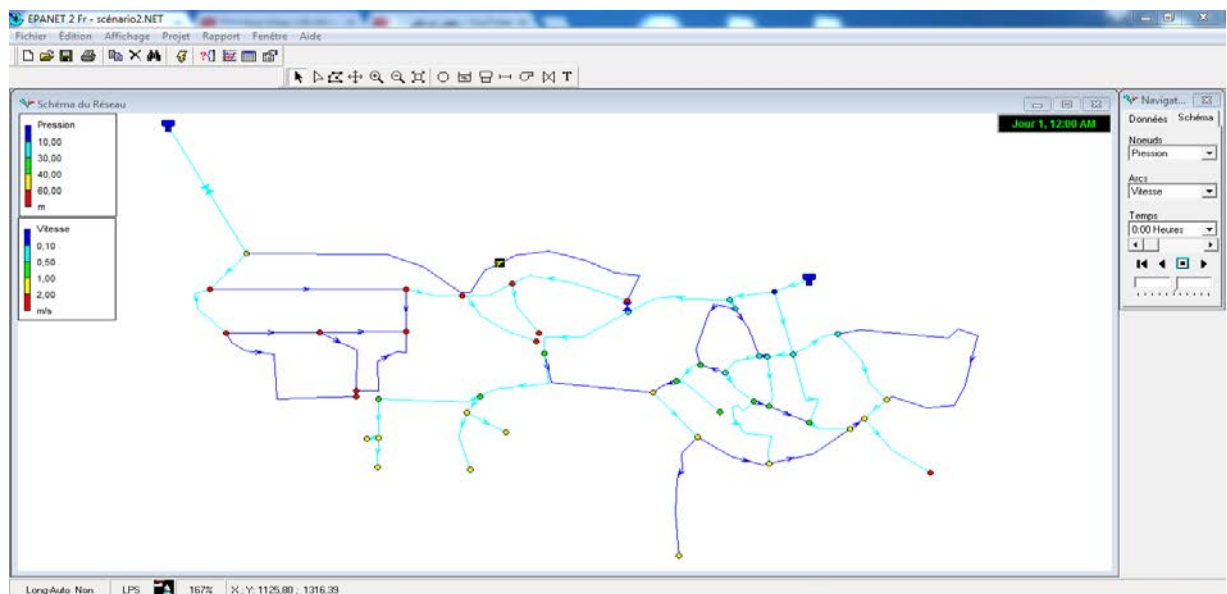 EPANET 2 Fr - scénario2.NET
Fichier Édition Affichage Projet Rapport Fenêtre Aide
T
Schéma du Réseau
Pression
10,00
30,00
40,00
60,00
m
Vitesse
0,10
0,50
1,00
2,00
m/s
Jour 1, 12:00 AM
Navigat...
Données Schéma
Noeuds
Pression
Arcs
Vitesse
Temps
0:00 Heures
Long-Auto Non LPS 167% X ; Y: 1125,80 ; 1316,39